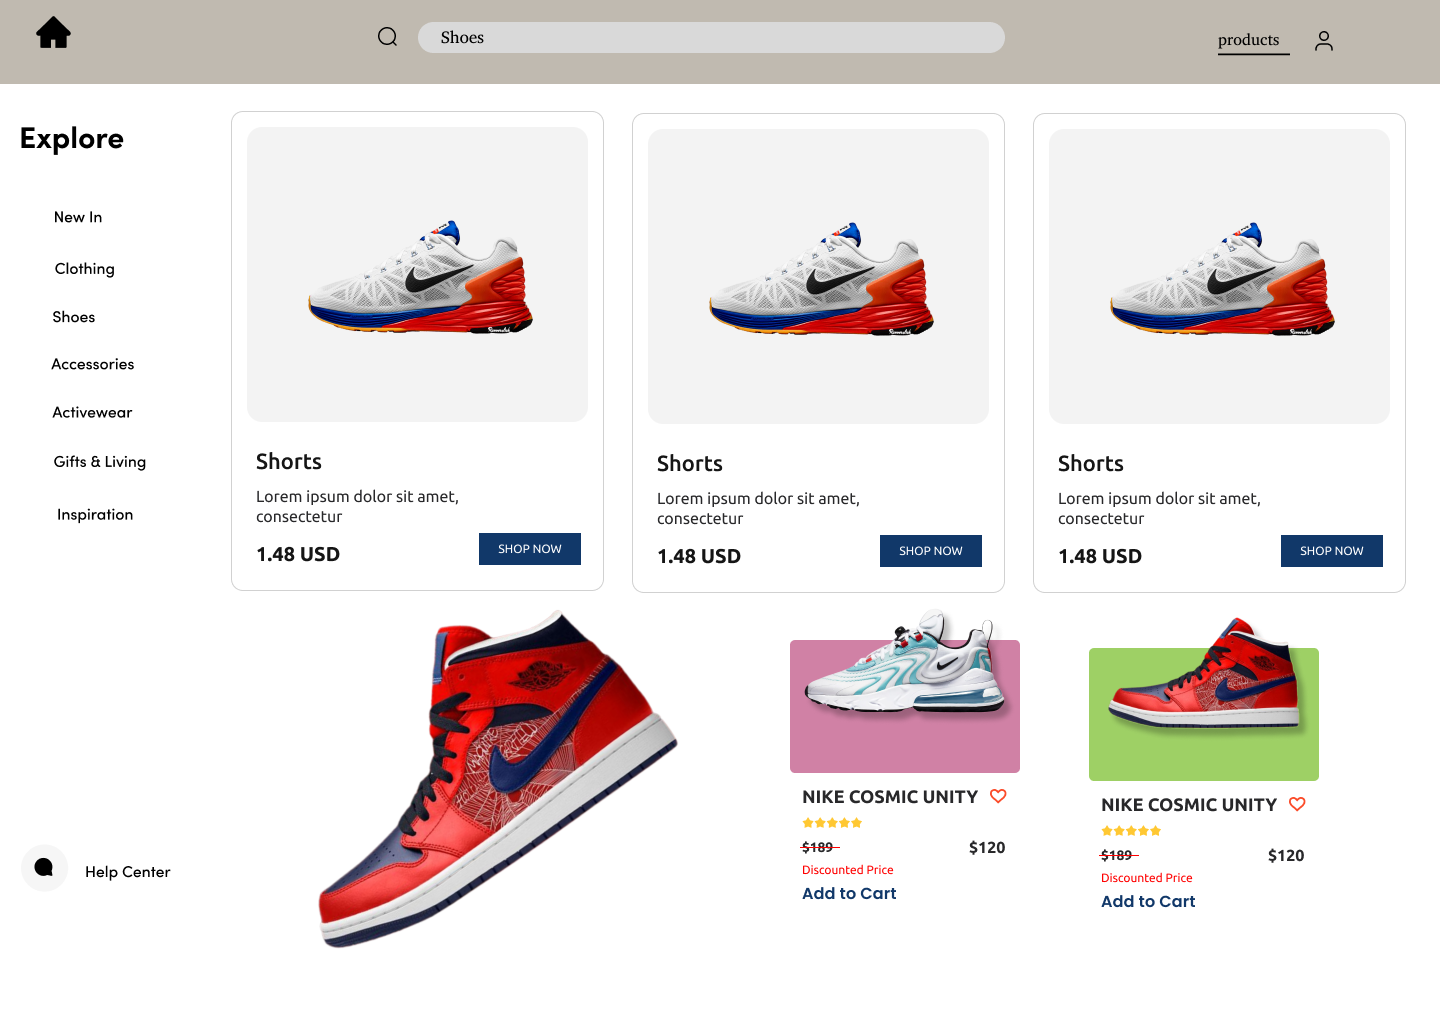 Shoes
products
Explore
New In
Clothing
Shoes
Accessories
Activewear
Gifts & Living
Inspiration
Help Center
Shorts
Lorem ipsum dolor sit amet,
consectetur
1.48 USD
SHOP NOW
Shorts
Lorem ipsum dolor sit amet,
consectetur
1.48 USD
SHOP NOW
Shorts
Lorem ipsum dolor sit amet,
consectetur
1.48 USD
SHOP NOW
NIKE COSMIC UNITY
$189
$120
Discounted Price
Add to Cart
NIKE COSMIC UNITY
$189
$120
Discounted Price
Add to Cart